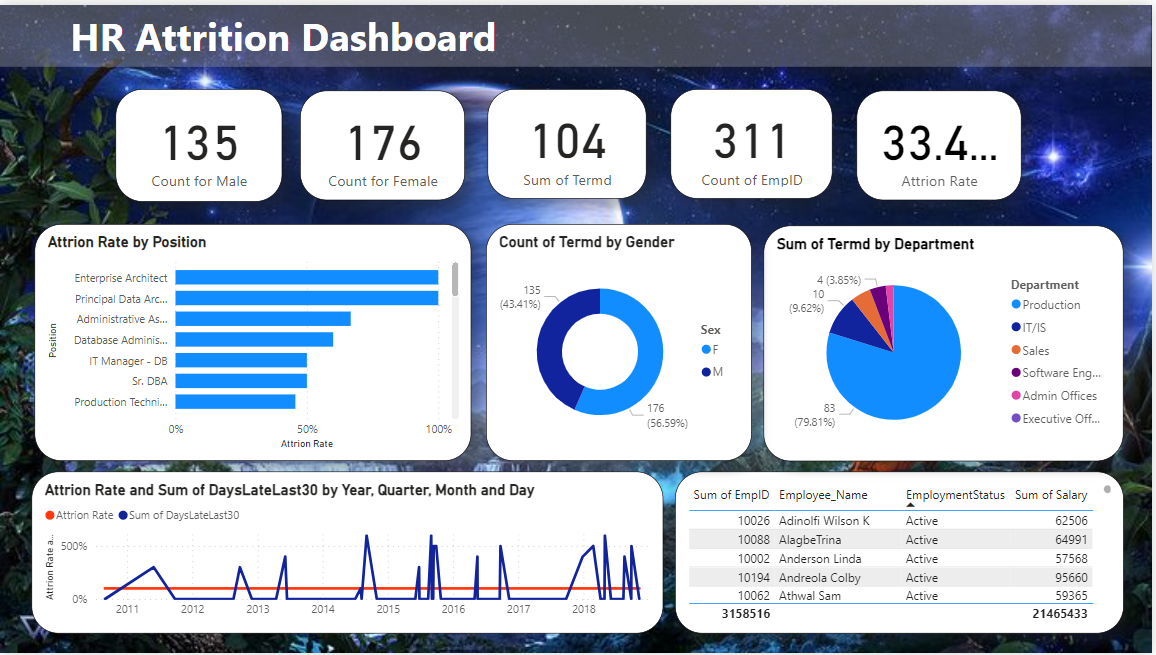 HR Attrition Dashboard
135
Count for Male
176
Count for Female
104
Sum of Termd
311
Count of EmpID
33.4...
Attrion Rate
Attrion Rate by Position
Position
Enterprise Architect
Principal Data Arc...
Administrative As...
Database Adminis...
IT Manager - DB
Sr. DBA
Production Techni...
0% 50% 100%
Attrion Rate
Count of Termd by Gender
135
(43.41%)
176
(56.59%)
Sex
F
M
Sum of Termd by Department
4 (3.85%)
10
(9.62%)
83
(79.81%)
Department
Production
IT/IS
Sales
Software Eng...
Admin Offices
Executive Off...
Attrion Rate and Sum of DaysLateLast30 by Year, Quarter, Month and Day
Attrion Rate Sum of DaysLateLast30
Attrion Rate a...
500%
0%
2011 2012 2013 2014 2015 2016 2017 2018
Sum of EmpID Employee_Name EmploymentStatus Sum of Salary
10026 Adinolfi Wilson K Active 62506
10088 AlagbeTrina Active 64991
10002 Anderson Linda Active 57568
10194 Andreola Colby Active 95660
10062 Athwal Sam Active 59365
3158516 21465433